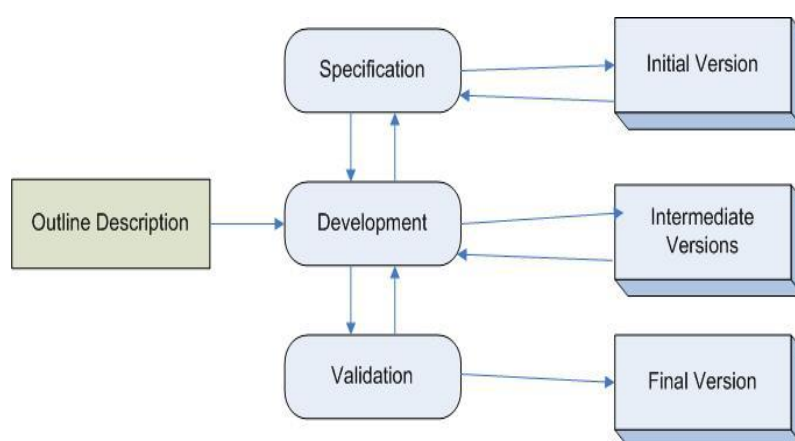 Specification
Initial Version
Outline Description
Development
Intermediate
Versions
Validation
Final Version